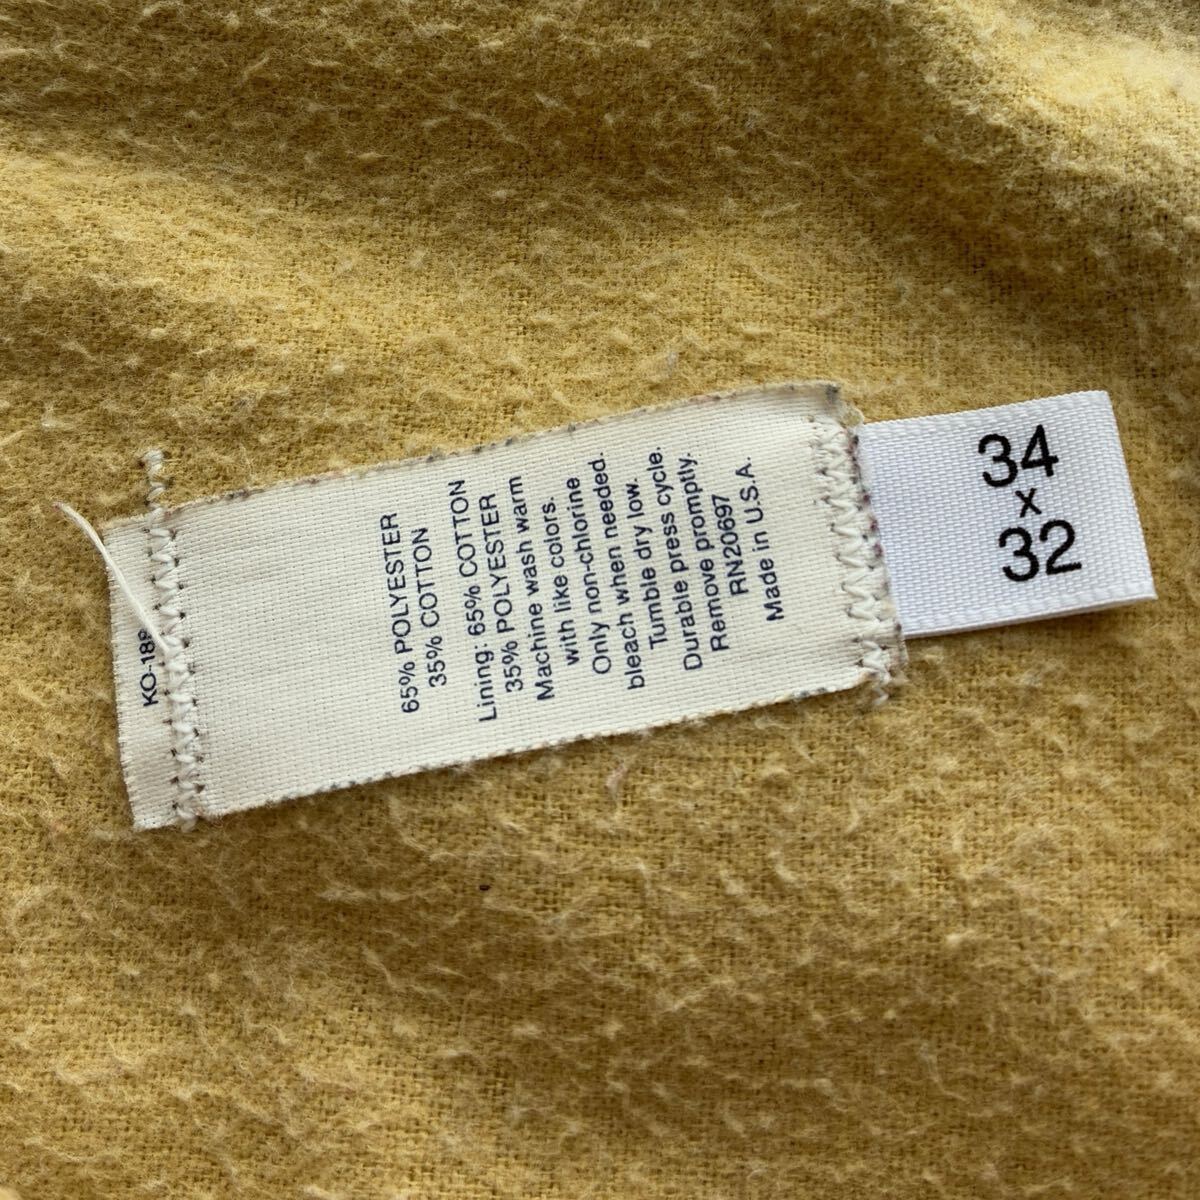 65% POLYESTER
35% COTTON
Lining: 65% COTTON
35% POLYESTER
Machine wash warm
with like colors.
Only non-chlorine
bleach when needed.
Tumble dry low.
Durable press cycle.
Remove promptly.
RN20697
Made in U.S.A.
34
x
32